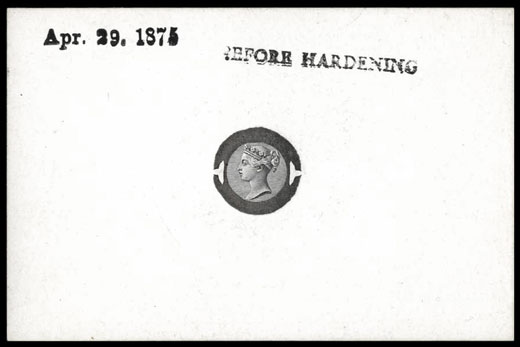 Apr. 29. 1875
BEFORE HARDENING